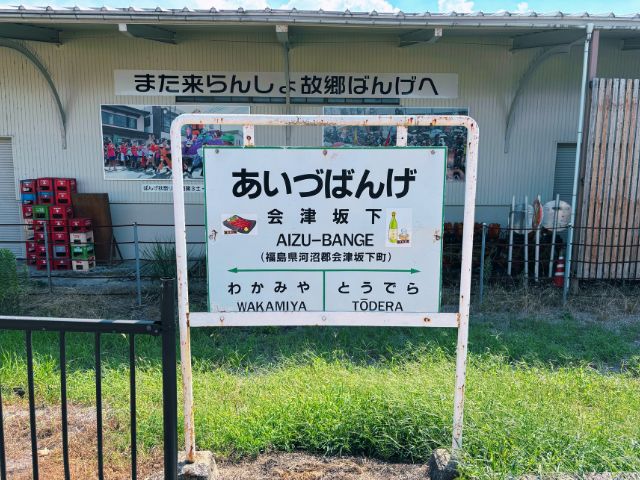 また来らんしょ故郷ばんげへ
あいづばんげ
会津坂下
AIZU-BANGE
(福島県河沼郡会津坂下町)
わかみや とうでら
WAKAMIYA TŌDERA